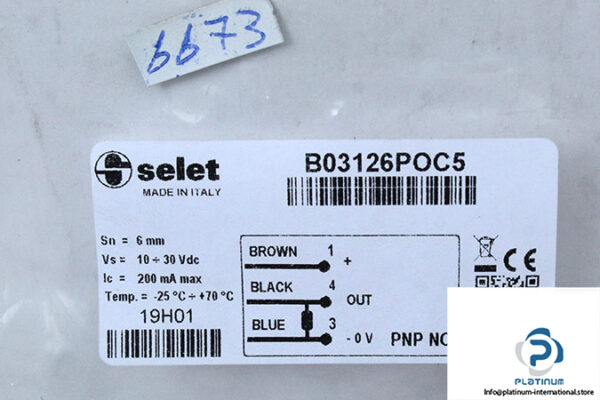 6673
selet
MADE IN ITALY
B03126POC5
Sn = 6 mm
Vs = 10 ÷ 30 Vdc
Ic = 200 mA max
Temp. = -25 °C ÷ +70 °C
19H01
BROWN 1 +
BLACK 4 OUT
BLUE 3 - 0 V
PNP NO
CE
PLATINUM
Info@platinum-international.store